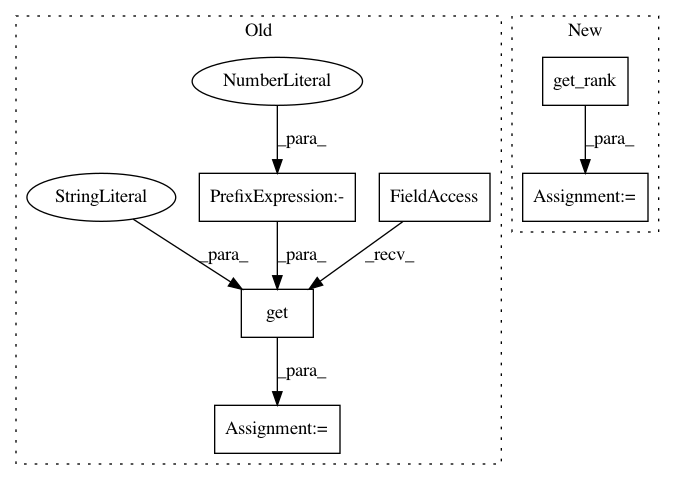 Old
New
NumberLiteral
get_rank
_para_
_para_
StringLiteral
PrefixExpression:-
FieldAccess
Assignment:=
_para_
_para_
_recv_
get
_para_
Assignment:=